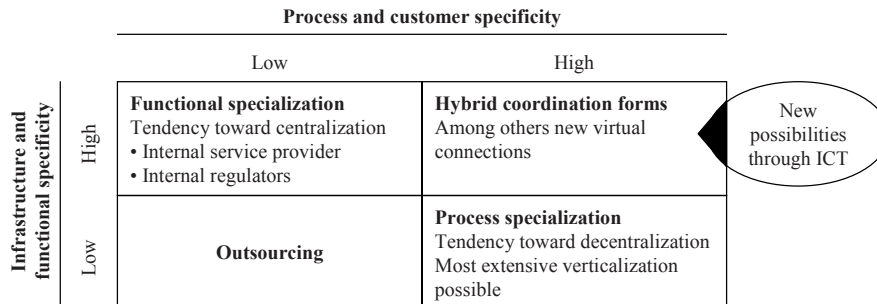 Process and customer specificity
Low
High
Infrastructure and
functional specificity
High
Functional specialization
Tendency toward centralization
• Internal service provider
• Internal regulators
Hybrid coordination forms
Among others new virtual
connections
New
possibilities
through ICT
Low
Outsourcing
Process specialization
Tendency toward decentralization
Most extensive verticalization
possible